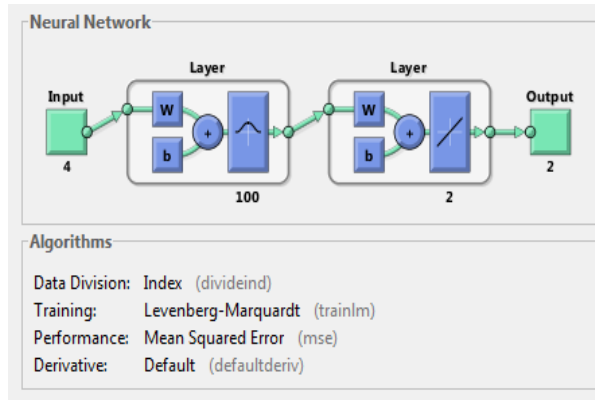 Neural Network
Layer
Layer
Input
Output
W
b
+
W
b
+
4
100
2
2
Algorithms
Data Division: Index (divideind)
Training: Levenberg-Marquardt (trainlm)
Performance: Mean Squared Error (mse)
Derivative: Default (defaultderiv)